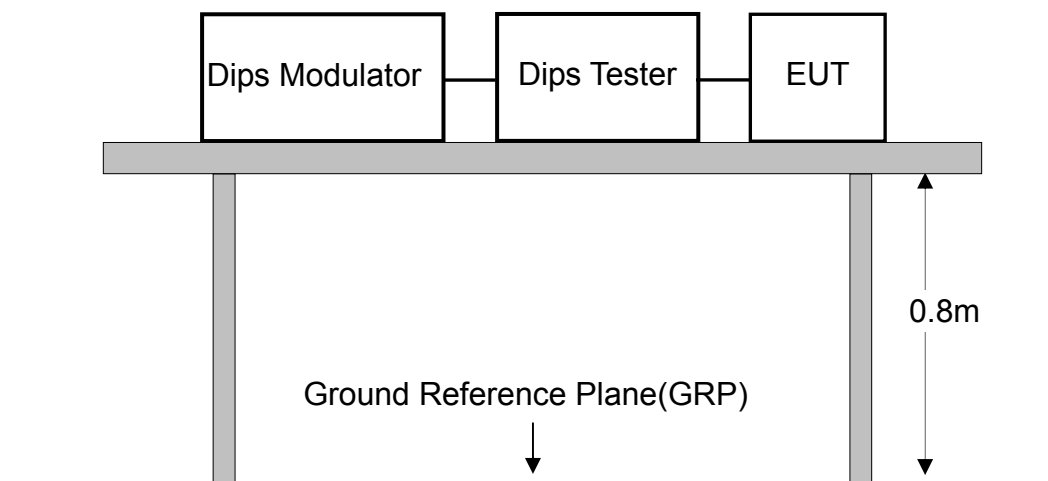 Dips Modulator
Dips Tester
EUT
0.8m
Ground Reference Plane(GRP)